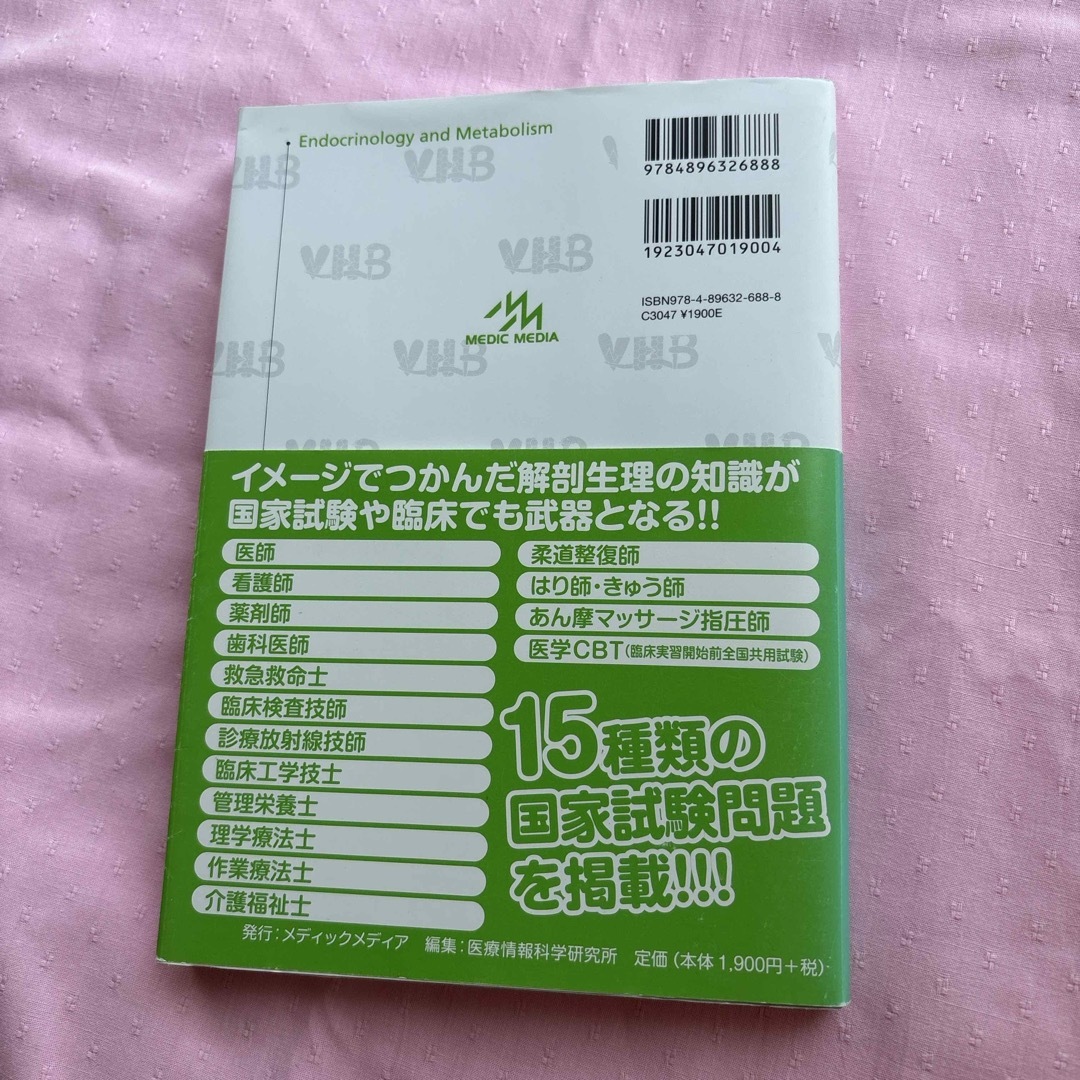 Endocrinology and Metabolism
9784896326888
1923047019004
ISBN978-4-89632-688-8
C3047 ¥1900E
MEDIC MEDIA
VHB VHB
VHB VHB
VHB VHB VHB
イメージでつかんだ解剖生理の知識が
国家試験や臨床でも武器となる!!
医師
看護師
薬剤師
歯科医師
救急救命士
臨床検査技師
診療放射線技師
臨床工学技士
管理栄養士
理学療法士
作業療法士
介護福祉士
柔道整復師
はり師・きゅう師
あん摩マッサージ指圧師
医学CBT(臨床実習開始前全国共用試験)
15種類の
国家試験問題
を掲載!!!
発行:メディックメディア 編集:医療情報科学研究所 定価(本体1,900円+税)